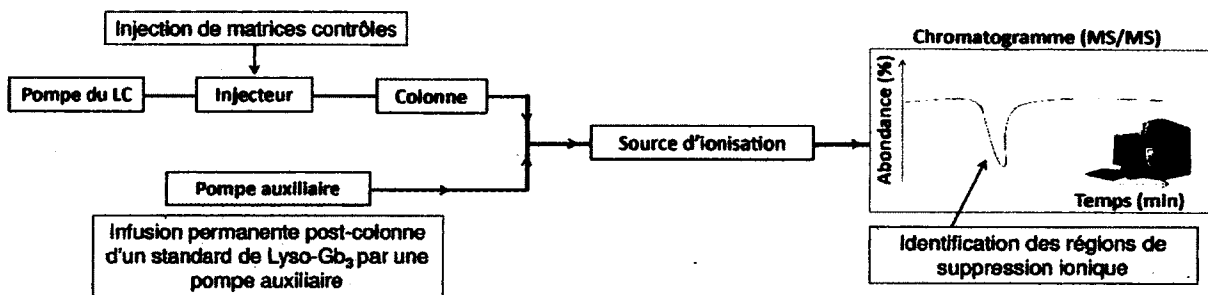 Injection de matrices contrôles
Pompe du LC
Injecteur
Colonne
Pompe auxiliaire
Infusion permanente post-colonne
d'un standard de Lyso-Gb₃ par une
pompe auxiliaire
Source d'ionisation
Chromatogramme (MS/MS)
Abondance (%)
Temps (min)
Identification des régions de
suppression ionique